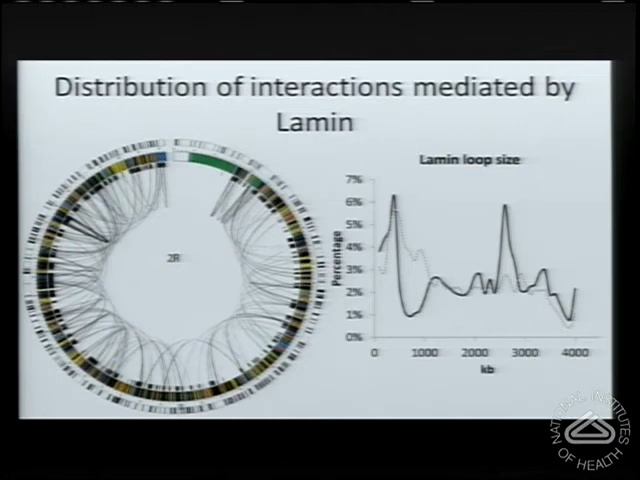 Distribution of interactions mediated by
Lamin
2R
Lamin loop size
Percentage
7%
6%
5%
4%
3%
2%
1%
0%
0 1000 2000 3000 4000
kb
NATIONAL INSTITUTES
OF HEALTH